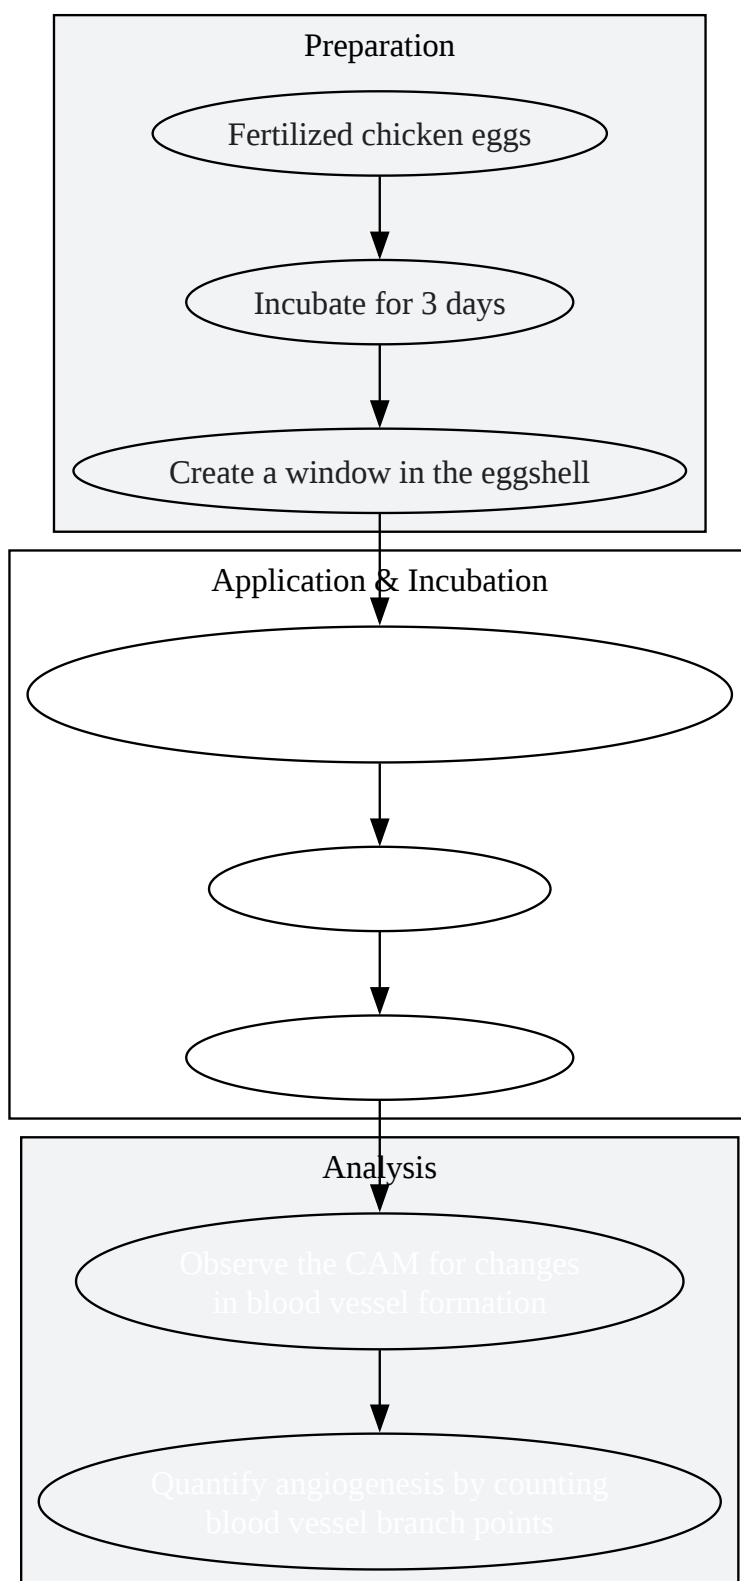 Preparation
Fertilized chicken eggs
Incubate for 3 days
Create a window in the eggshell
Application & Incubation
Analysis
Observe the CAM for changes
in blood vessel formation
Quantify angiogenesis by counting
blood vessel branch points